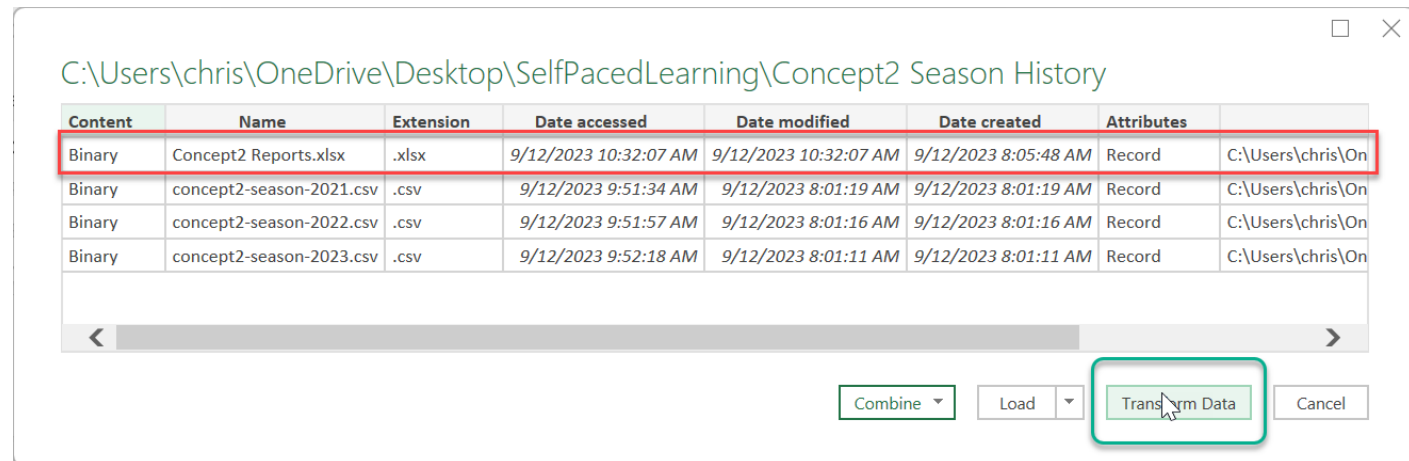 C:\Users\chris\OneDrive\Desktop\SelfPacedLearning\Concept2 Season History
Content Name Extension Date accessed Date modified Date created Attributes
Binary Concept2 Reports.xlsx .xlsx 9/12/2023 10:32:07 AM 9/12/2023 10:32:07 AM 9/12/2023 8:05:48 AM Record C:\Users\chris\On
Binary concept2-season-2021.csv .csv 9/12/2023 9:51:34 AM 9/12/2023 8:01:19 AM 9/12/2023 8:01:19 AM Record C:\Users\chris\On
Binary concept2-season-2022.csv .csv 9/12/2023 9:51:57 AM 9/12/2023 8:01:16 AM 9/12/2023 8:01:16 AM Record C:\Users\chris\On
Binary concept2-season-2023.csv .csv 9/12/2023 9:52:18 AM 9/12/2023 8:01:11 AM 9/12/2023 8:01:11 AM Record C:\Users\chris\On
Combine Load Transform Data Cancel